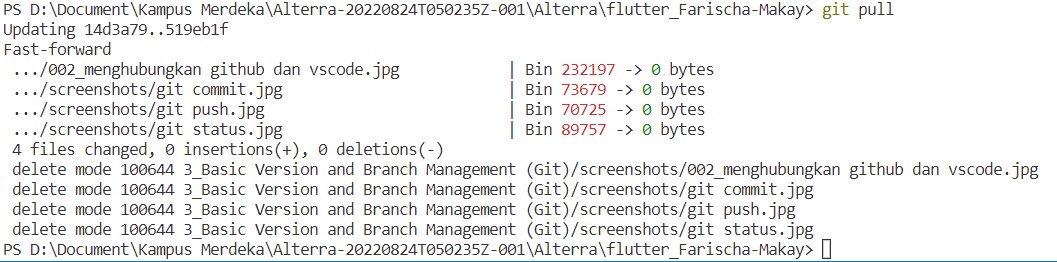 PS D:\Document\Kampus Merdeka\Alterra-20220824T050235Z-001\Alterra\flutter_Farischa-Makay> git pull
Updating 14d3a79..519eb1f
Fast-forward
 .../002_menghubungkan github dan vscode.jpg | Bin 232197 -> 0 bytes
 .../screenshots/git commit.jpg | Bin 73679 -> 0 bytes
 .../screenshots/git push.jpg | Bin 70725 -> 0 bytes
 .../screenshots/git status.jpg | Bin 89757 -> 0 bytes
 4 files changed, 0 insertions(+), 0 deletions(-)
 delete mode 100644 3_Basic Version and Branch Management (Git)/screenshots/002_menghubungkan github dan vscode.jpg
 delete mode 100644 3_Basic Version and Branch Management (Git)/screenshots/git commit.jpg
 delete mode 100644 3_Basic Version and Branch Management (Git)/screenshots/git push.jpg
 delete mode 100644 3_Basic Version and Branch Management (Git)/screenshots/git status.jpg
PS D:\Document\Kampus Merdeka\Alterra-20220824T050235Z-001\Alterra\flutter_Farischa-Makay>